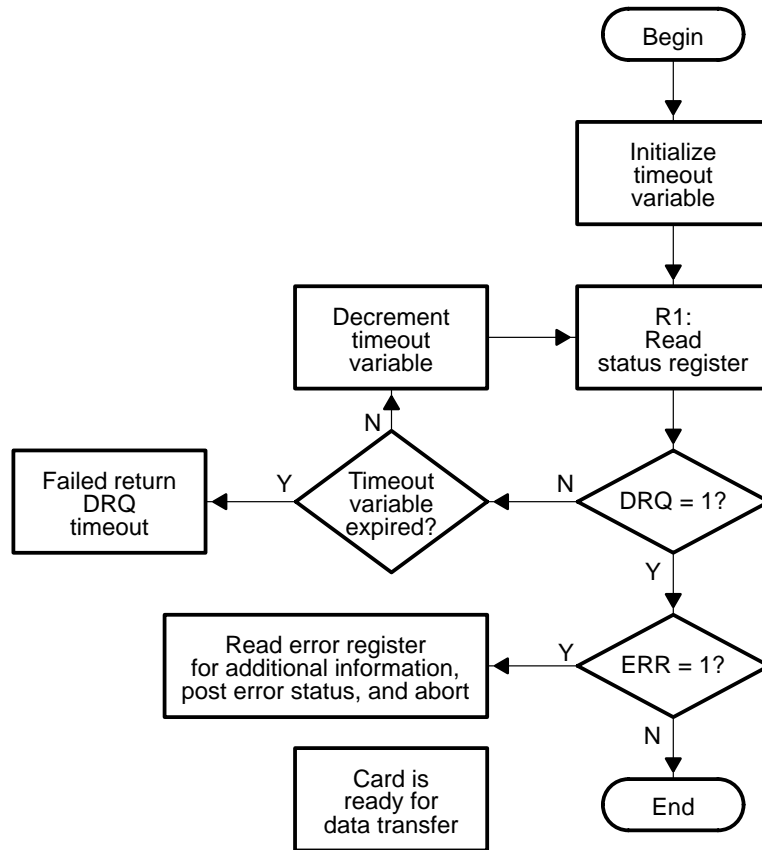 Begin
Initialize
timeout
variable
Decrement
timeout
variable
R1:
Read
status register
N
Failed return
DRQ
timeout
Y
Timeout
variable
expired?
N
DRQ = 1?
Y
Read error register
for additional information,
post error status, and abort
Y
ERR = 1?
N
Card is
ready for
data transfer
End